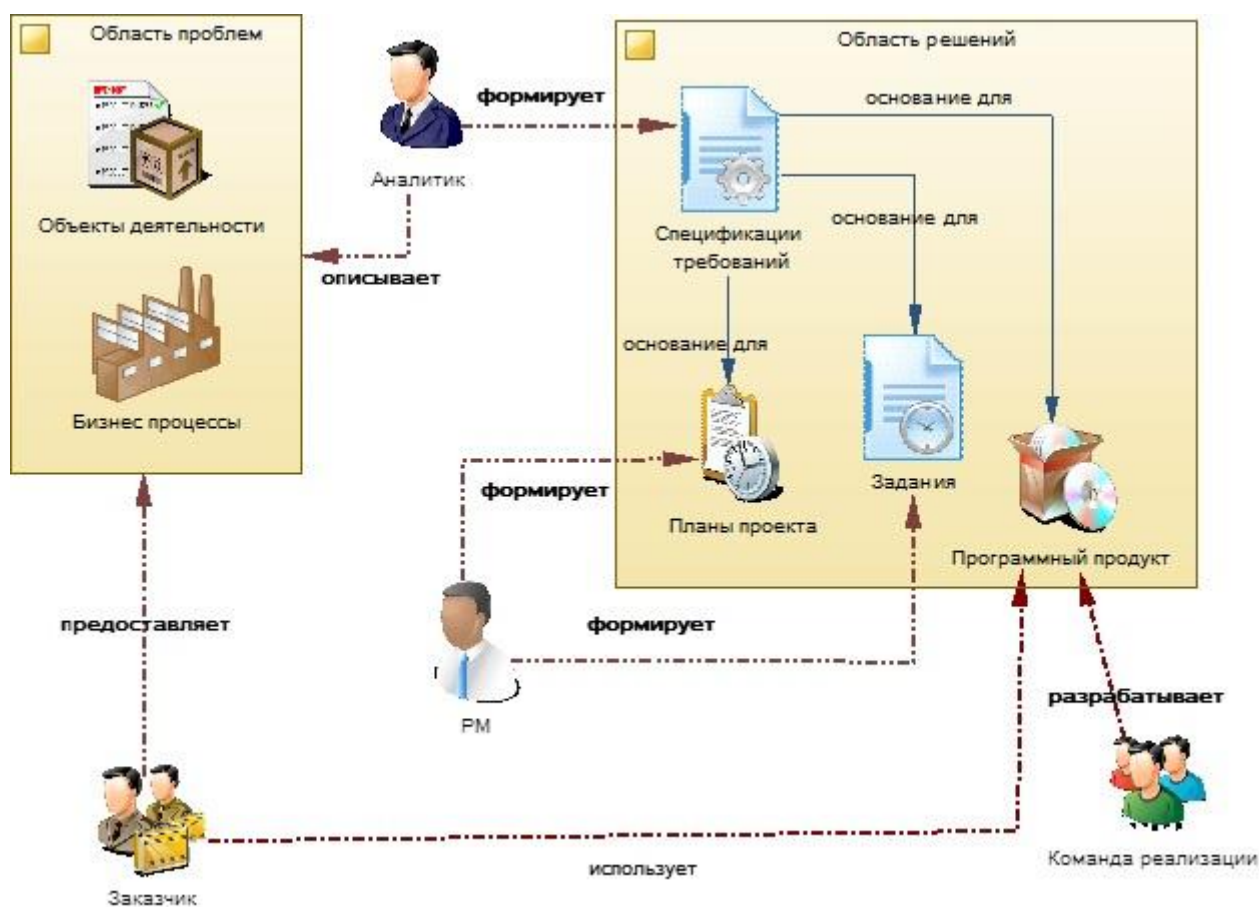 Область проблем
Область решений
основание для
формирует
Аналитик
основание для
Объекты деятельности
Спецификации
требований
описывает
основание для
Бизнес процессы
Задания
формирует
Планы проекта
Программный продукт
предоставляет
формирует
разрабатывает
PM
Команда реализации
использует
Заказчик